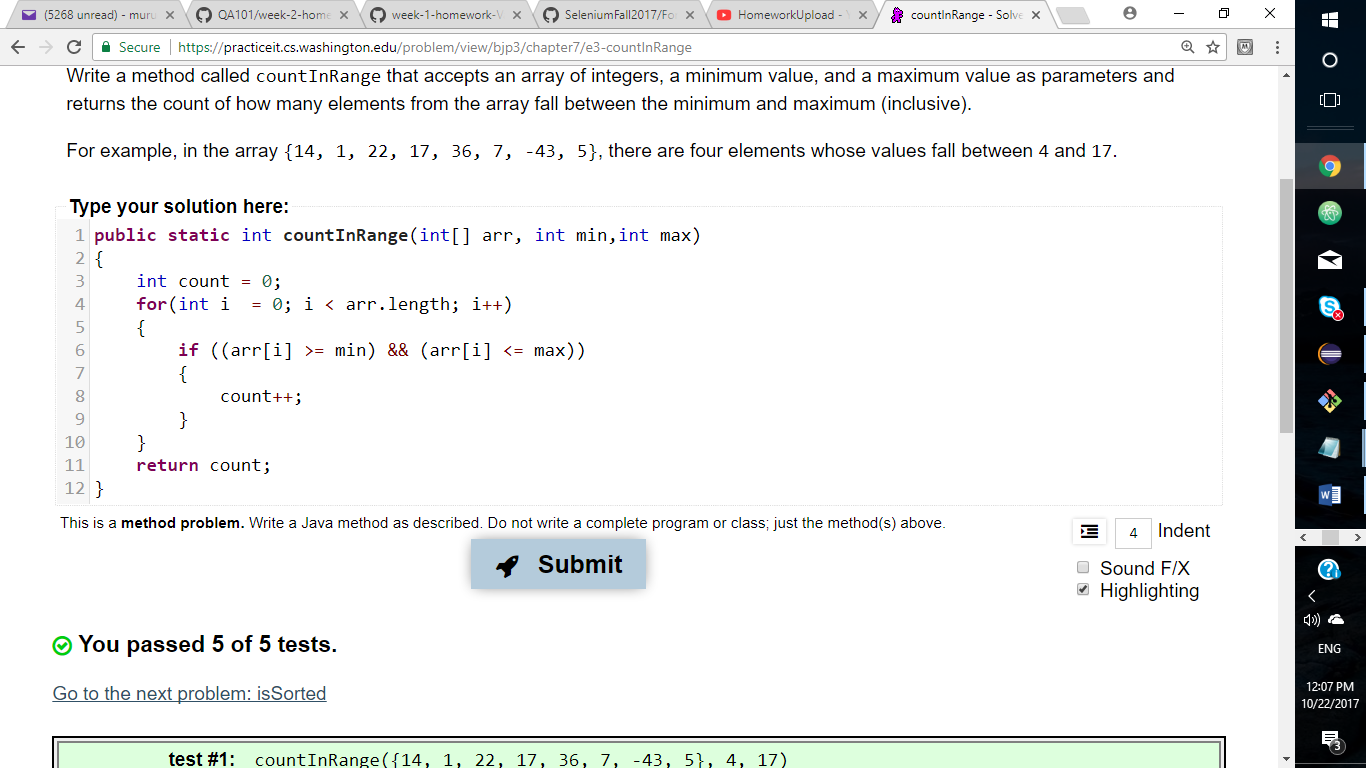 (5268 unread) - muru
QA101/week-2-home
week-1-homework-V
SeleniumFall2017/Fo
HomeworkUpload - Y
countInRange - Solve
Secure
https://practiceit.cs.washington.edu/problem/view/bjp3/chapter7/e3-countInRange
Write a method called countInRange that accepts an array of integers, a minimum value, and a maximum value as parameters and
returns the count of how many elements from the array fall between the minimum and maximum (inclusive).
For example, in the array {14, 1, 22, 17, 36, 7, -43, 5}, there are four elements whose values fall between 4 and 17.
Type your solution here:
1 public static int countInRange(int[] arr, int min,int max)
2 {
3 int count = 0;
4 for(int i  = 0; i < arr.length; i++)
5 {
6 if ((arr[i] >= min) && (arr[i] <= max))
7 {
8 count++;
9 }
10 }
11 return count;
12 }
This is a method problem. Write a Java method as described. Do not write a complete program or class; just the method(s) above.
4 Indent
Submit
Sound F/X
Highlighting
You passed 5 of 5 tests.
Go to the next problem: isSorted
test #1: countInRange({14, 1, 22, 17, 36, 7, -43, 5}, 4, 17)
ENG
12:07 PM
10/22/2017
3